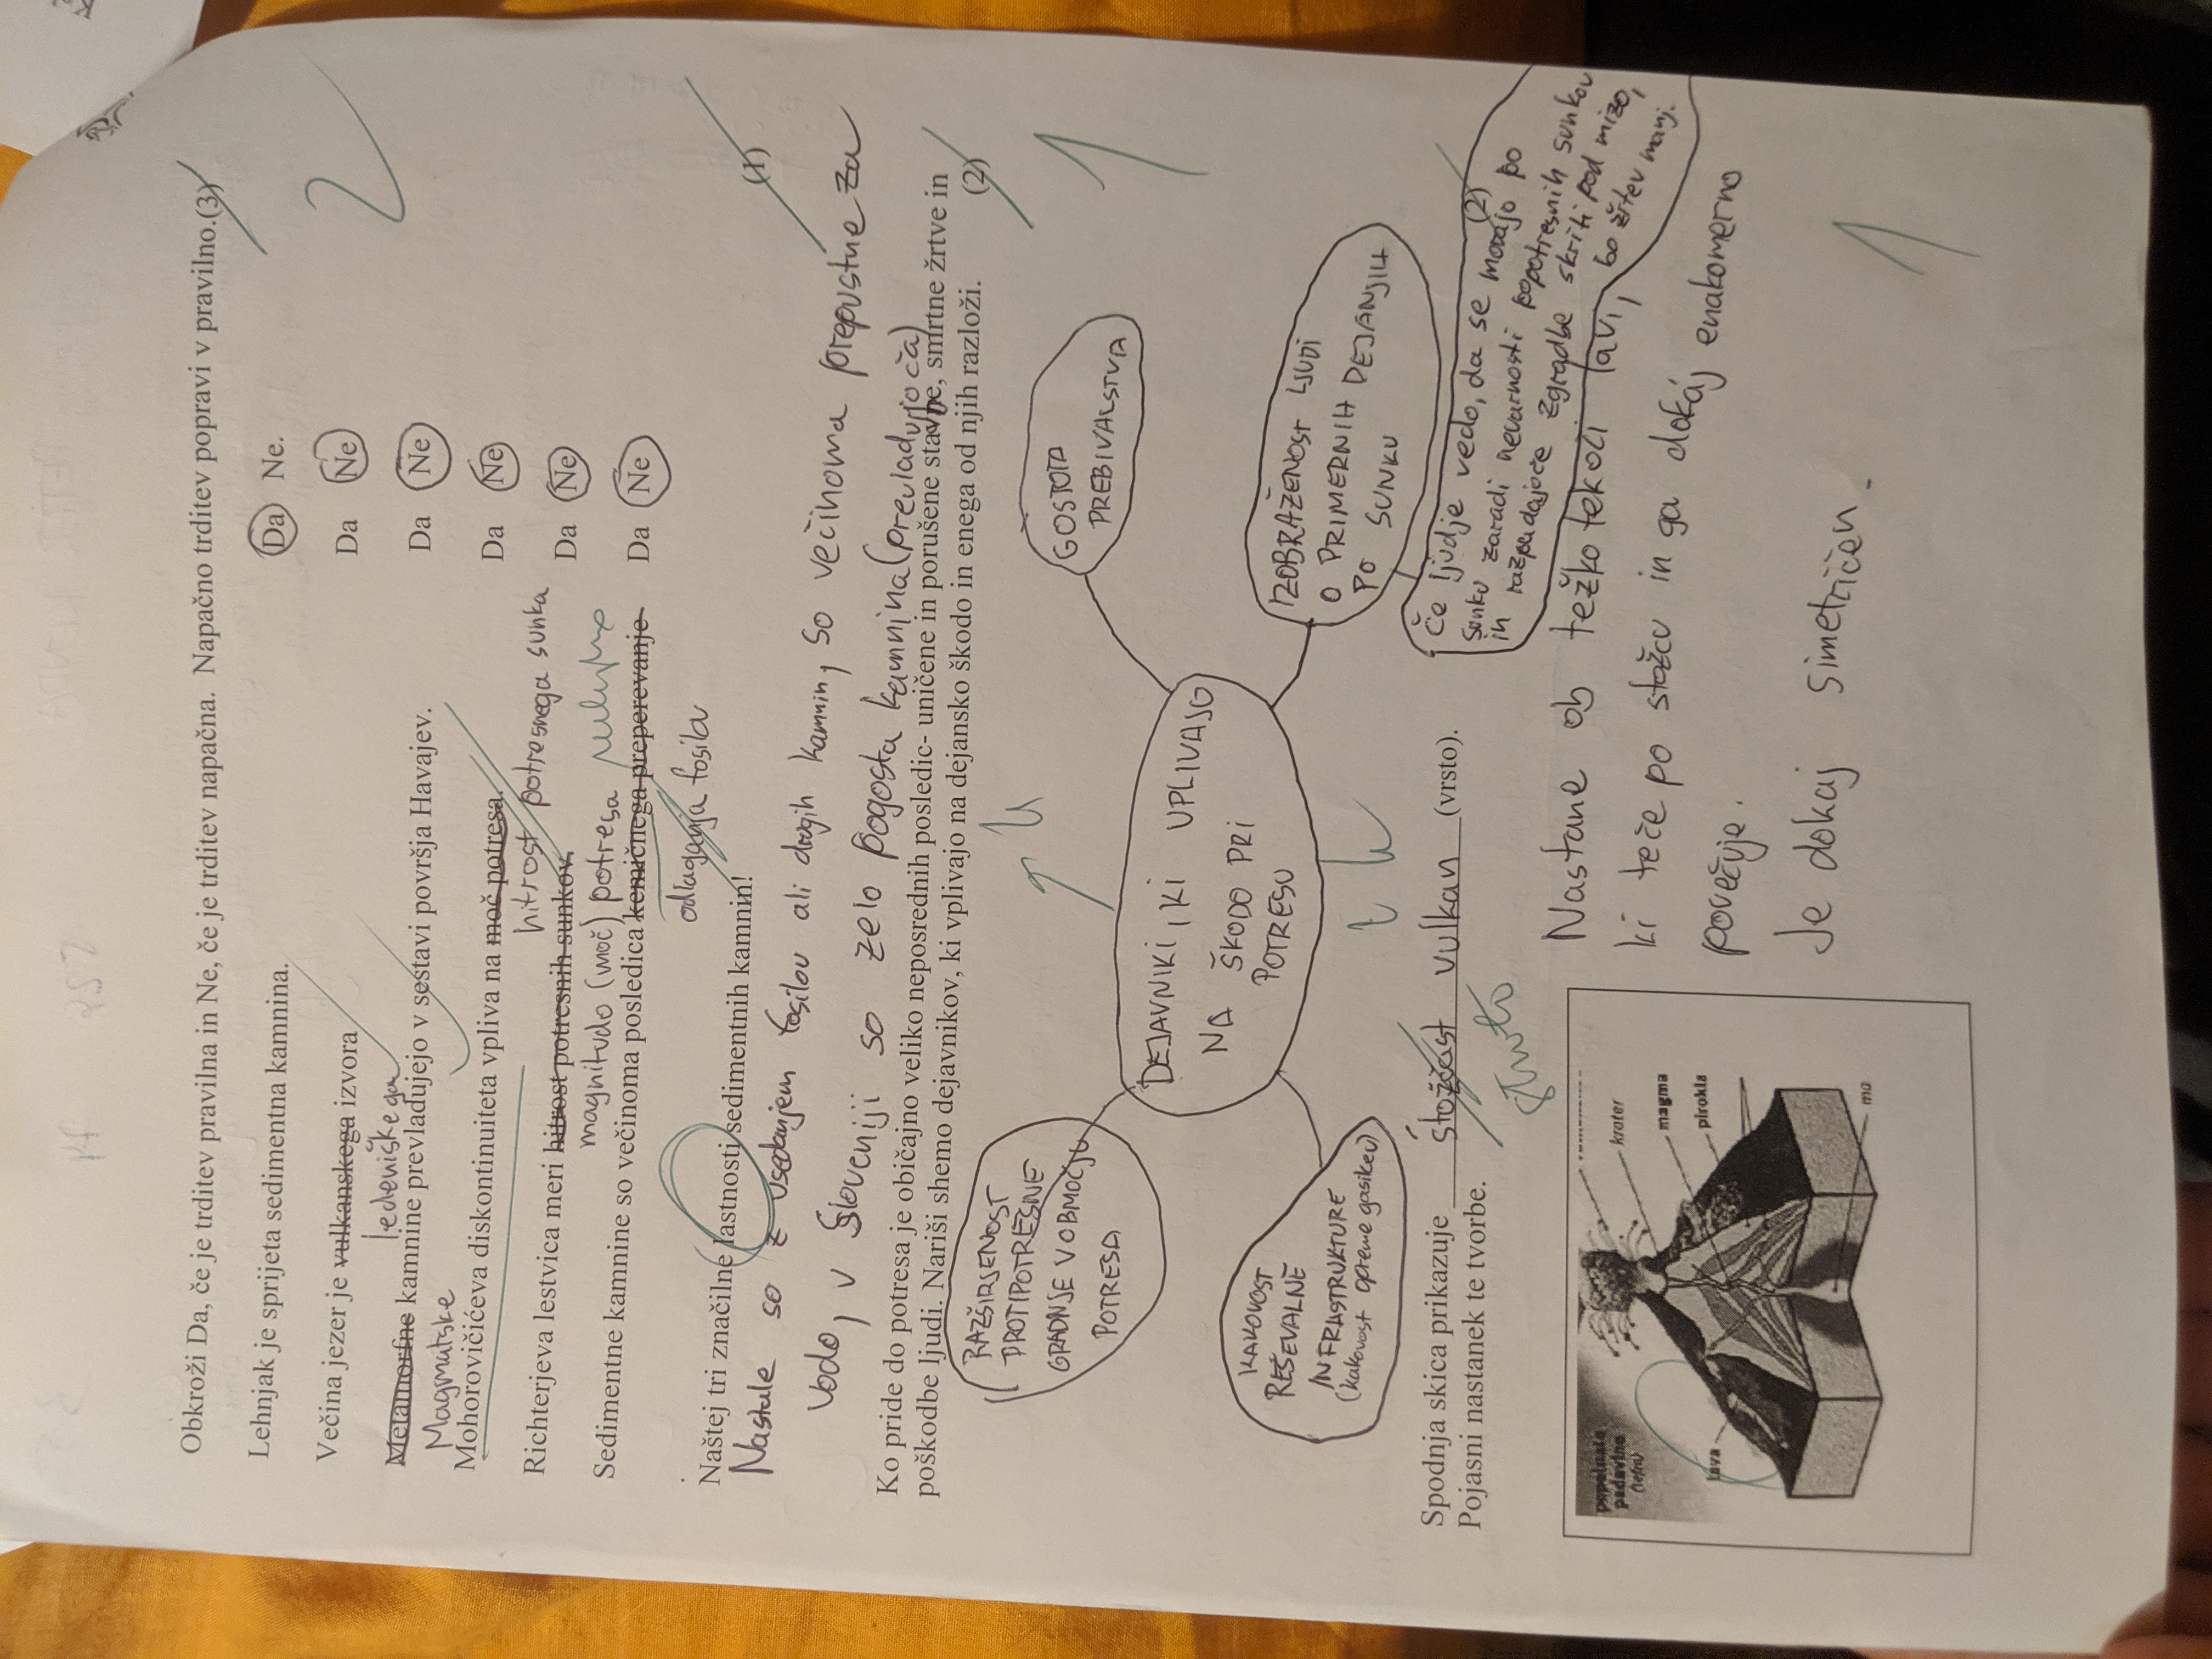 Obkroži Da, če je trditev pravilna in Ne, če je trditev napačna. Napačno trditev popravi v pravilno.(3)
Lehnjak je sprijeta sedimentna kamnina. Da Ne.
Večina jezer je vulkanskega izvora Da Ne
ledeniškega
Metamorfne kamnine prevladujejo v sestavi površja Havajev. Da Ne
Magmatske
Mohorovičićeva diskontinuiteta vpliva na moč potresa. Da Ne
hitrost potresnega sunka
Richterjeva lestvica meri hitrost potresnih sunkov. Da Ne
magnitudo (moč) potresa
Sedimentne kamnine so večinoma posledica kemičnega preperevanje Da Ne
odlaganja fosilov
Naštej tri značilne lastnosti sedimentnih kamnin! (1)
Nastale so z usedanjem fosilov ali drugih kamnin, so večinoma prepustne za
vodo, v Sloveniji so zelo pogosta kamnina (prevladujoča)
Ko pride do potresa je običajno veliko neposrednih posledic- uničene in porušene stavbe, smrtne žrtve in
poškodbe ljudi. Nariši shemo dejavnikov, ki vplivajo na dejansko škodo in enega od njih razloži. (2)
RAZŠIRJENOST
PROTIPOTRESNE
GRADNJE V OBMOČJU
POTRESA
GOSTOTA
PREBIVALSTVA
DEJAVNIKI, KI VPLIVAJO
NA ŠKODO PRI
POTRESU
KAKOVOST
REŠEVALNE
INFRASTRUKTURE
(kakovost opreme gasilcev)
IZOBRAŽENOST LJUDI
O PRIMERNIH DEJANJIH
PO SUNKU
Spodnja skica prikazuje stožčast vulkan (vrsto).
strato
Pojasni nastanek te tvorbe. (2)
če ljudje vedo, da se morajo po
sunku zaradi nevarnosti popotresnih sunkov
in razpadajoče zgradbe skriti pod mizo,
bo žrtev manj.
Nastane ob težko tekoči lavi,
ki teče po stožcu in ga dokaj enakomerno
povečuje.
Je dokaj simetričen.
popelnate
padavine
(tefra)
krater
magma
pirokla
lava
ma
2
1
1